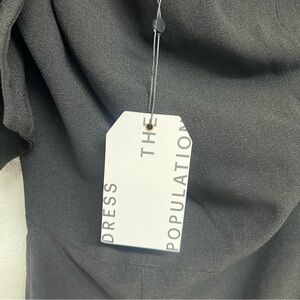 DRESS
THE
POPULATION